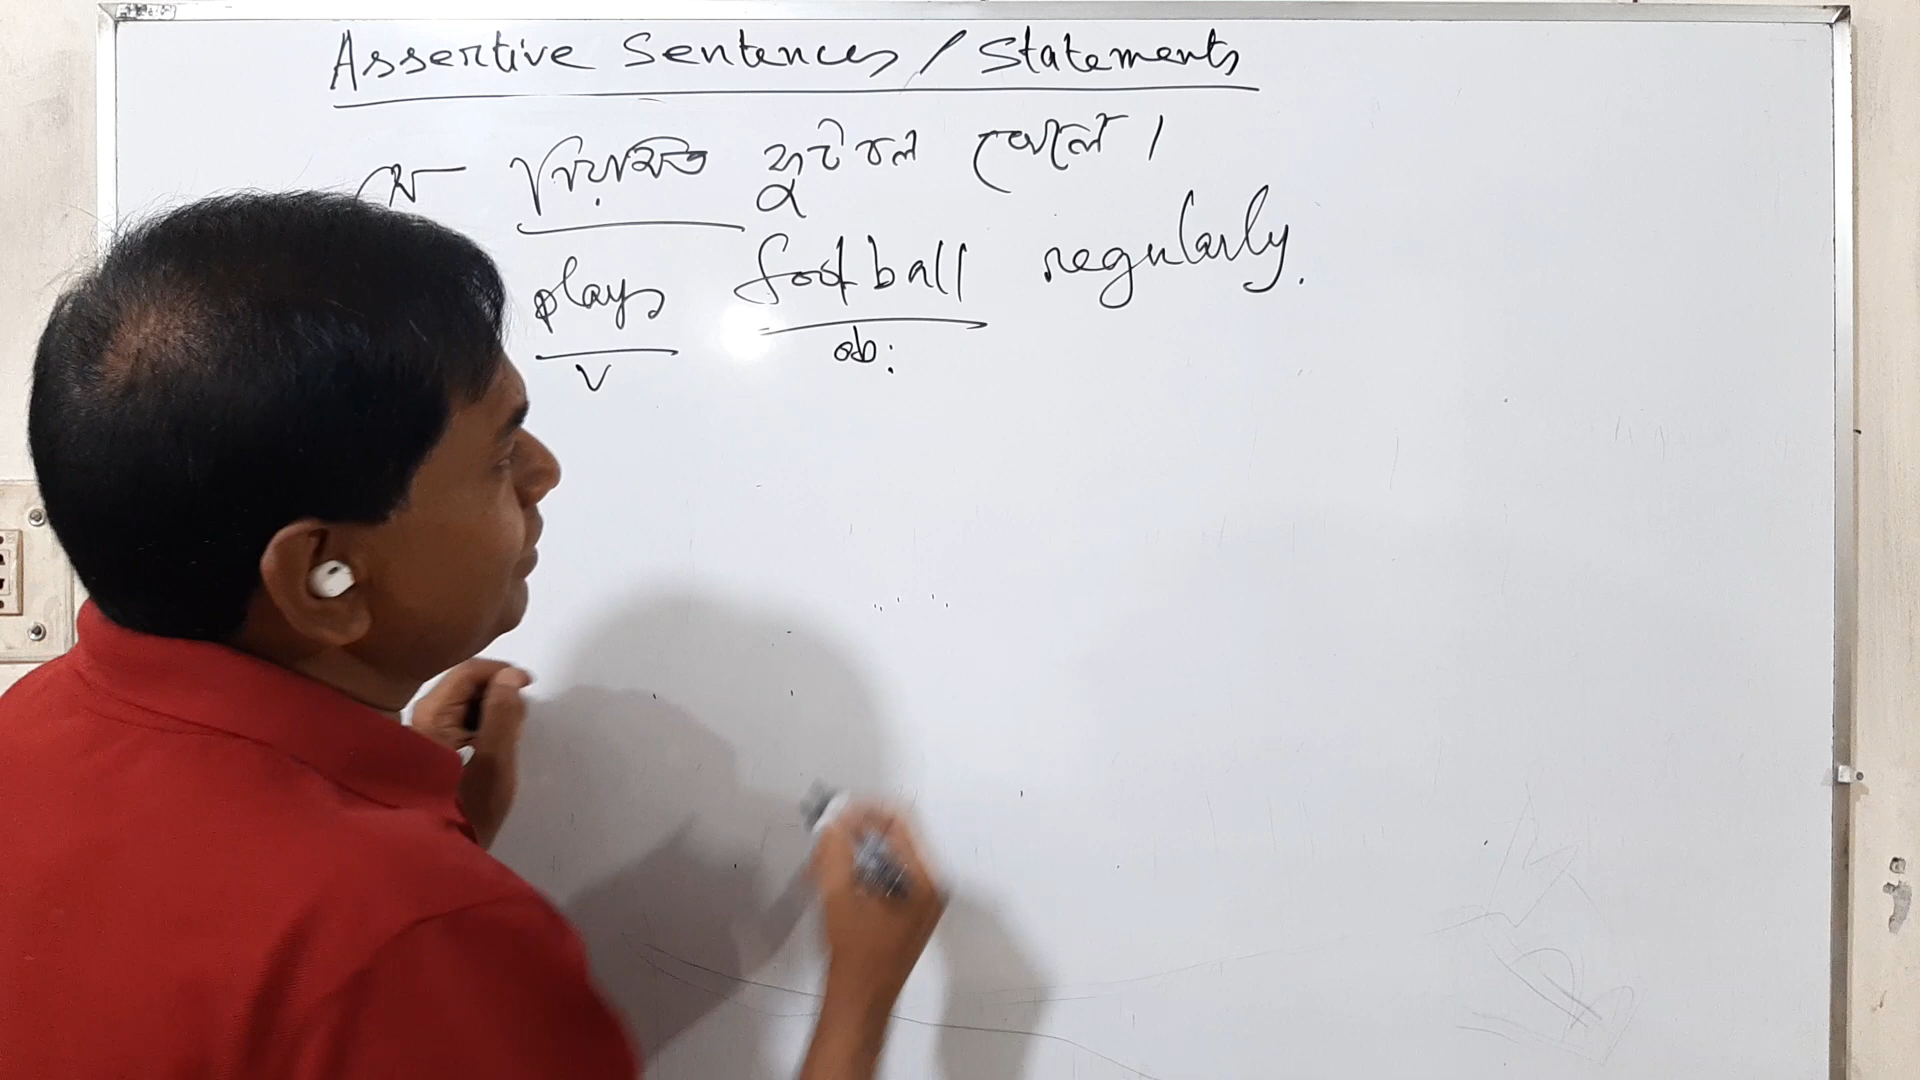 Assertive Sentences / Statements
সে নিয়মিত ফুটবল খেলে।
plays football regularly.
V ob: